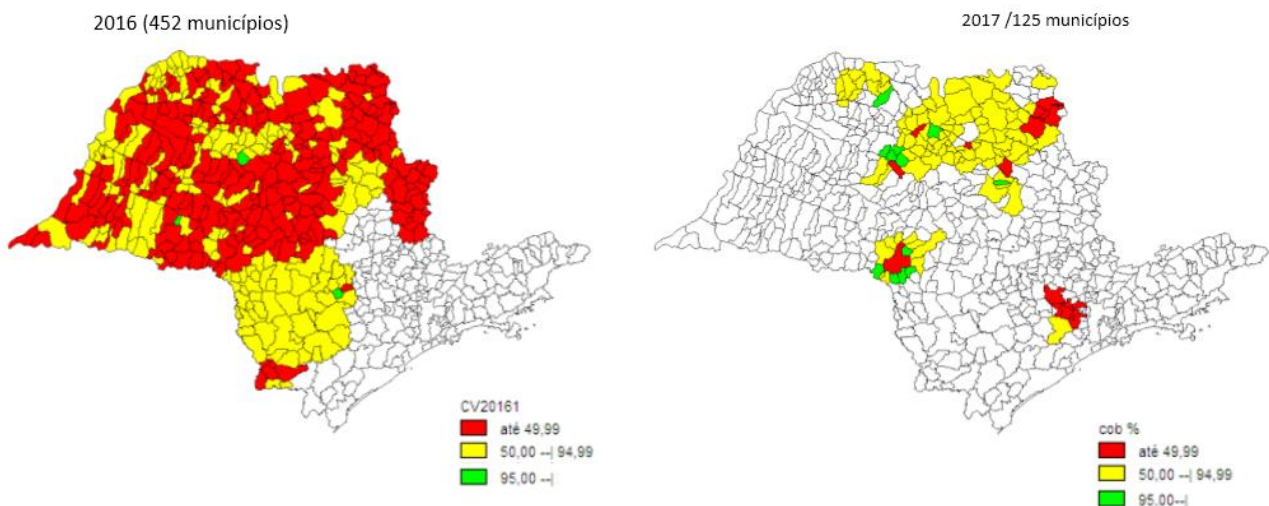 2016 (452 municípios)
CV20161
até 49,99
50,00 --| 94,99
95,00 --|
2017 /125 municípios
cob %
até 49,99
50,00 --| 94,99
95.00--|